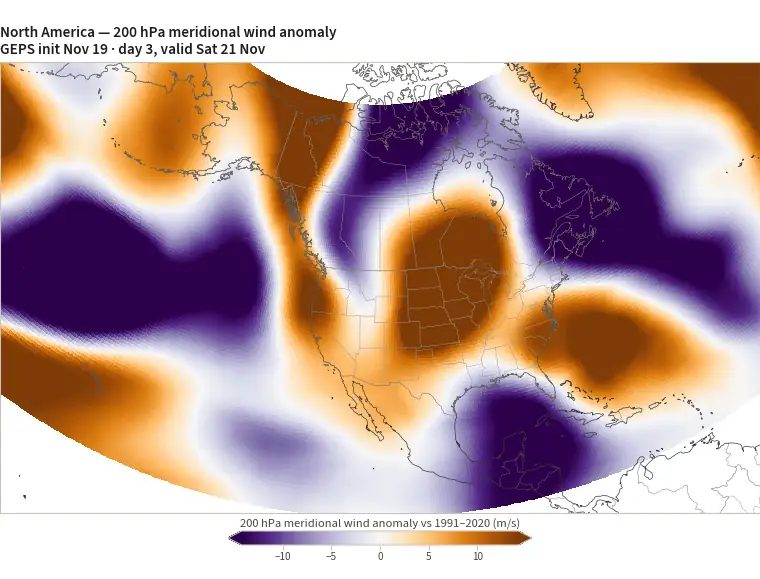 North America — 200 hPa meridional wind anomaly
GEPS init Nov 19 · day 3, valid Sat 21 Nov
200 hPa meridional wind anomaly vs 1991–2020 (m/s)
−10 −5 0 5 10